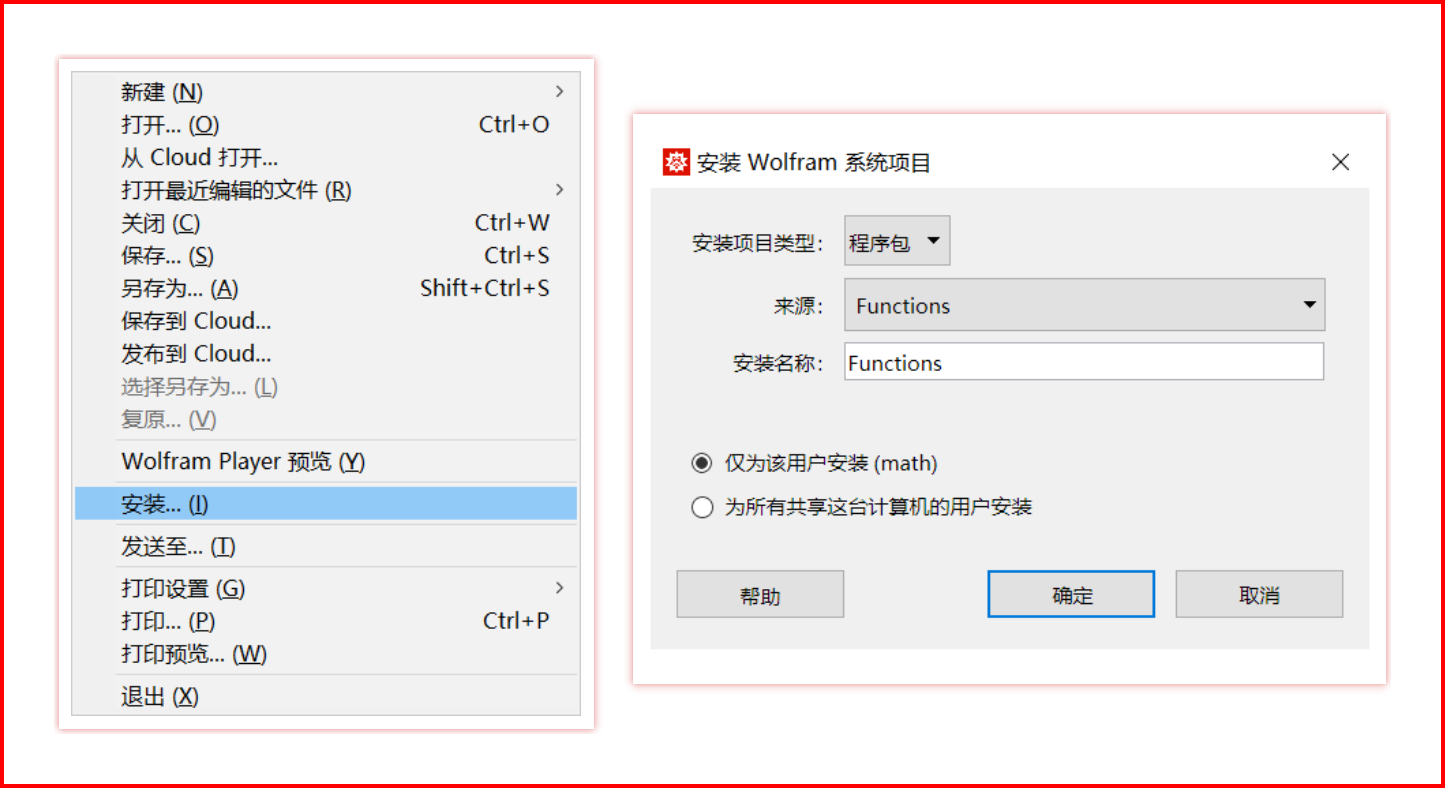 新建 (N)
打开... (O) Ctrl+O
从 Cloud 打开...
打开最近编辑的文件 (R)
关闭 (C) Ctrl+W
保存... (S) Ctrl+S
另存为... (A) Shift+Ctrl+S
保存到 Cloud...
发布到 Cloud...
选择另存为... (L)
复原... (V)
Wolfram Player 预览 (Y)
安装... (I)
发送至... (T)
打印设置 (G)
打印... (P) Ctrl+P
打印预览... (W)
退出 (X)
安装 Wolfram 系统项目
安装项目类型: 程序包
来源: Functions
安装名称: Functions
仅为该用户安装 (math)
为所有共享这台计算机的用户安装
帮助 确定 取消